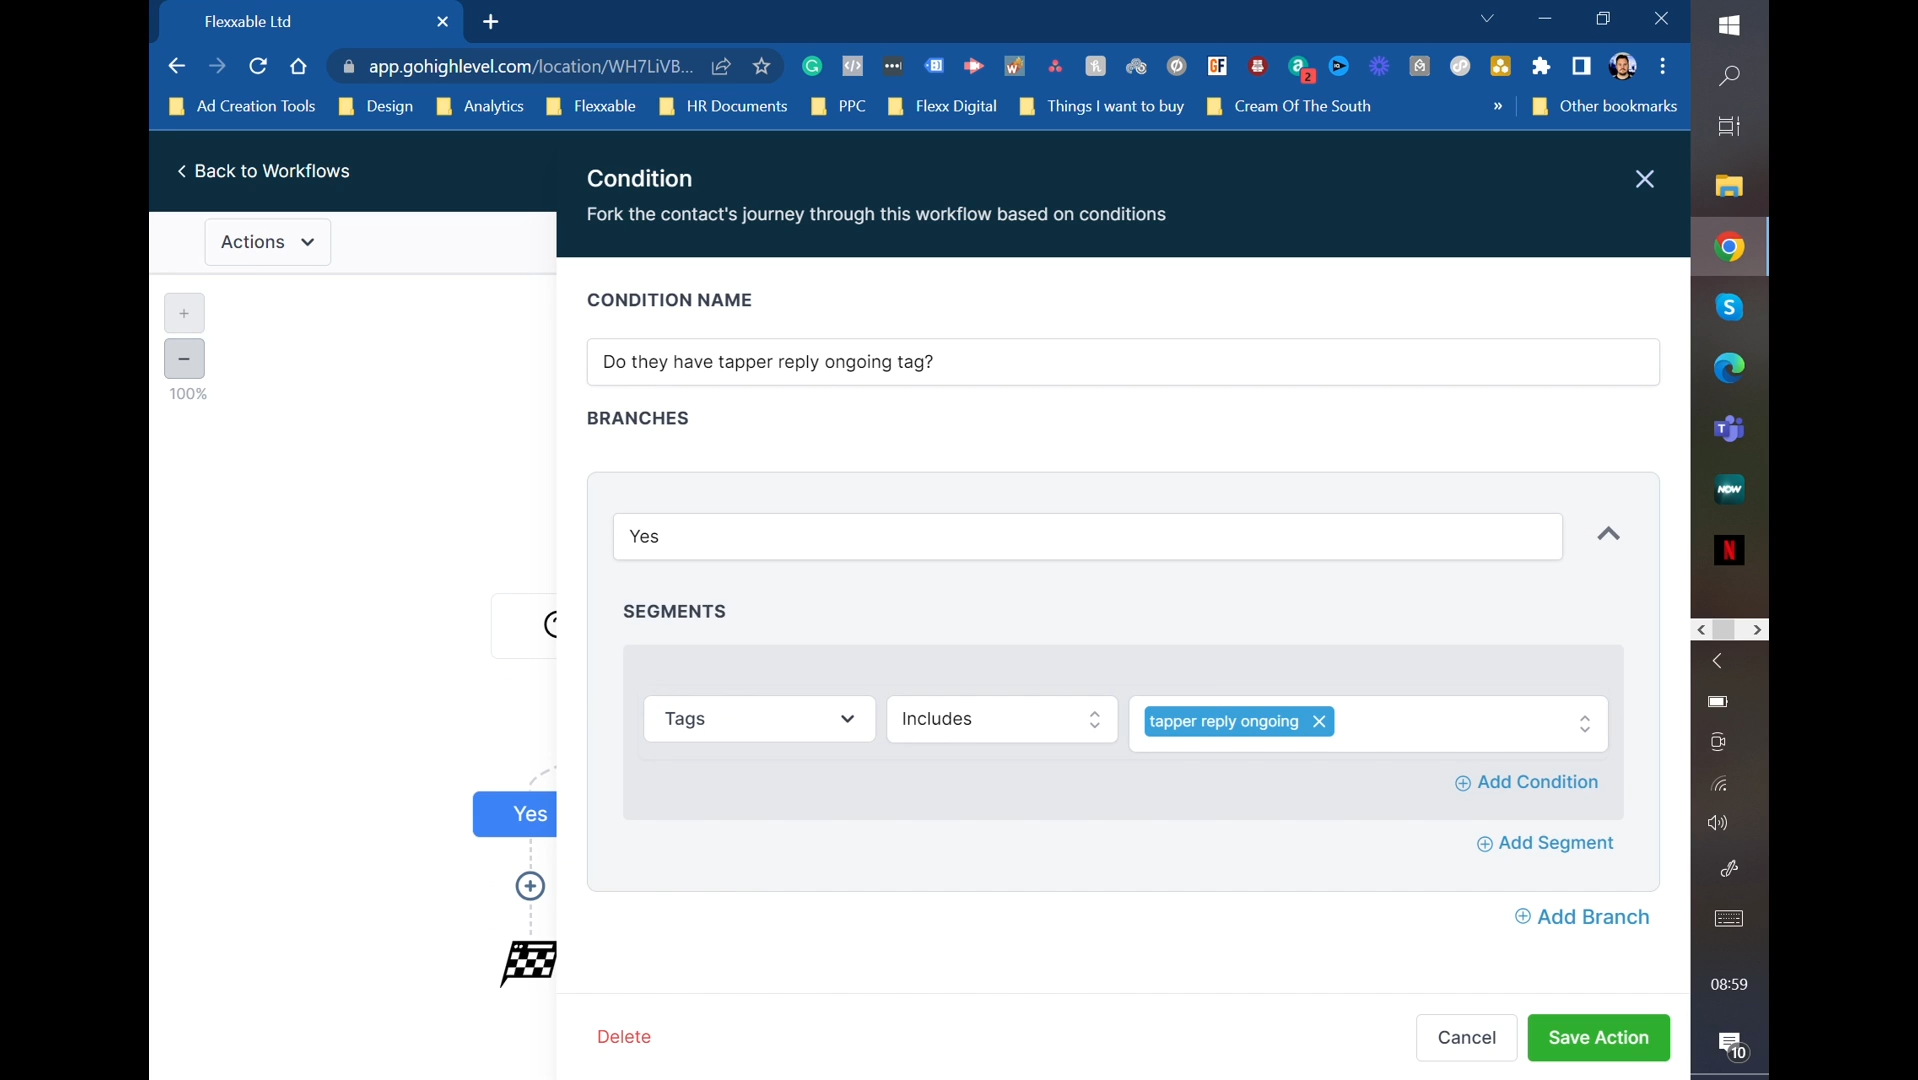 Flexxable Ltd
app.gohighlevel.com/location/WH7LiVB...
Ad Creation Tools
Design
Analytics
Flexxable
HR Documents
PPC
Flexx Digital
Things I want to buy
Cream Of The South
»
Other bookmarks
Back to Workflows
Condition
Fork the contact's journey through this workflow based on conditions
Actions
100%
CONDITION NAME
Do they have tapper reply ongoing tag?
BRANCHES
Yes
SEGMENTS
Tags
Includes
tapper reply ongoing
Add Condition
Add Segment
Add Branch
Yes
Delete
Cancel
Save Action
NOW
08:59
10
GF
2